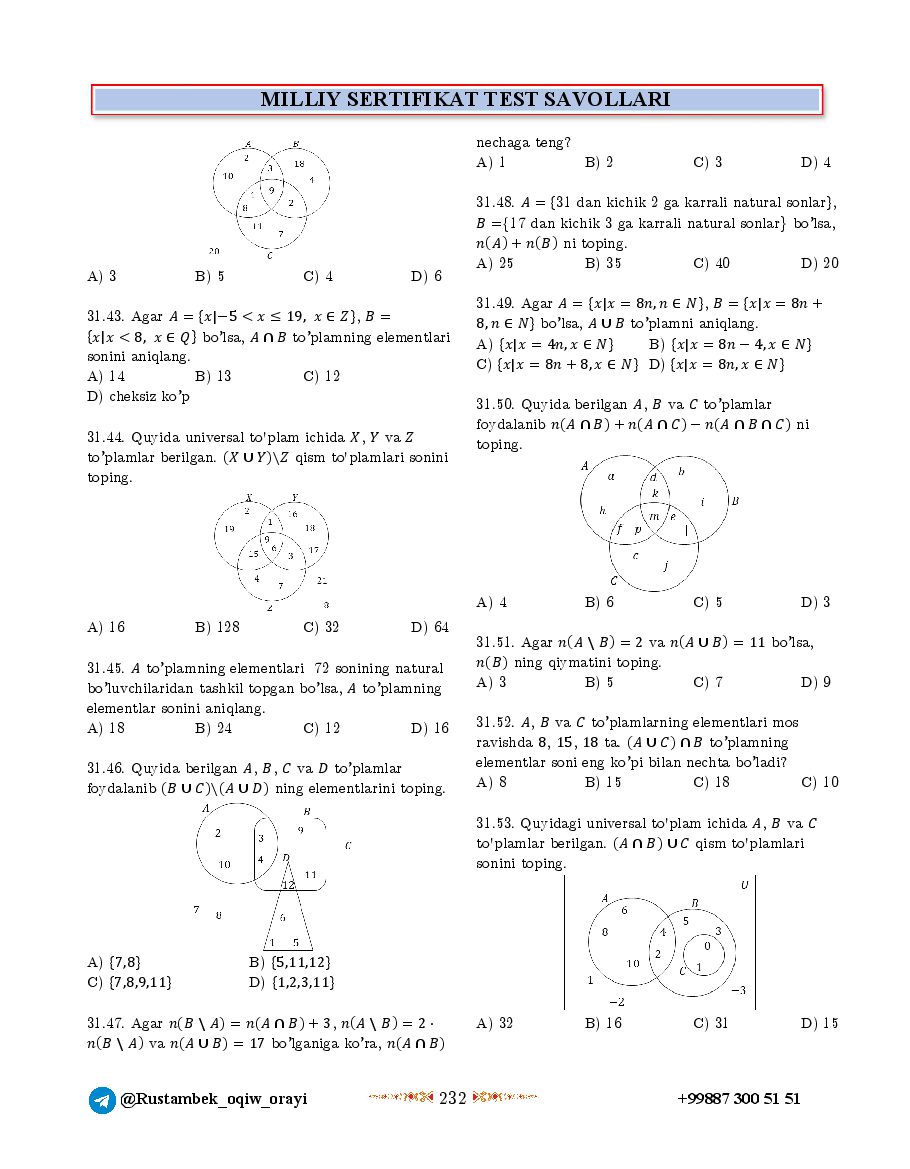 MILLIY SERTIFIKAT TEST SAVOLLARI
A B
2 3 18
10 4
9
1 2
8
11 7
20 C
A) 3 B) 5 C) 4 D) 6
31.43. Agar A = {x|−5 < x ≤ 19, x ∈ Z}, B =
{x|x < 8, x ∈ Q} bo’lsa, A ∩ B to’plamning elementlari
sonini aniqlang.
A) 14 B) 13 C) 12
D) cheksiz ko’p
31.44. Quyida universal to'plam ichida X, Y va Z
to’plamlar berilgan. (X ∪ Y)\Z qism to'plamlari sonini
toping.
X Y
2 1 16
19 18
9
15 6 3 17
4 7 21
Z 8
A) 16 B) 128 C) 32 D) 64
31.45. A to’plamning elementlari 72 sonining natural
bo’luvchilaridan tashkil topgan bo’lsa, A to’plamning
elementlar sonini aniqlang.
A) 18 B) 24 C) 12 D) 16
31.46. Quyida berilgan A, B, C va D to’plamlar
foydalanib (B ∪ C)\(A ∪ D) ning elementlarini toping.
A B
2 3 9
C
10 4 D
11
12
7 8 6
1 5
A) {7,8} B) {5,11,12}
C) {7,8,9,11} D) {1,2,3,11}
31.47. Agar n(B \ A) = n(A ∩ B) + 3, n(A \ B) = 2 ·
n(B \ A) va n(A ∪ B) = 17 bo’lganiga ko’ra, n(A ∩ B)
nechaga teng?
A) 1 B) 2 C) 3 D) 4
31.48. A = {31 dan kichik 2 ga karrali natural sonlar},
B ={17 dan kichik 3 ga karrali natural sonlar} bo’lsa,
n(A) + n(B) ni toping.
A) 25 B) 35 C) 40 D) 20
31.49. Agar A = {x|x = 8n, n ∈ N}, B = {x|x = 8n +
8, n ∈ N} bo’lsa, A ∪ B to’plamni aniqlang.
A) {x|x = 4n, x ∈ N} B) {x|x = 8n − 4, x ∈ N}
C) {x|x = 8n + 8, x ∈ N} D) {x|x = 8n, x ∈ N}
31.50. Quyida berilgan A, B va C to’plamlar
foydalanib n(A ∩ B) + n(A ∩ C) − n(A ∩ B ∩ C) ni
toping.
A
a d b
k
h i B
m e
f p l
c
j
C
A) 4 B) 6 C) 5 D) 3
31.51. Agar n(A \ B) = 2 va n(A ∪ B) = 11 bo’lsa,
n(B) ning qiymatini toping.
A) 3 B) 5 C) 7 D) 9
31.52. A, B va C to’plamlarning elementlari mos
ravishda 8, 15, 18 ta. (A ∪ C) ∩ B to’plamning
elementlar soni eng ko’pi bilan nechta bo’ladi?
A) 8 B) 15 C) 18 C) 10
31.53. Quyidagi universal to'plam ichida A, B va C
to’plamlar berilgan. (A ∩ B) ∪ C qism to’plamlari
sonini toping.
U
A B
6 5
8 4 3
2 0
10 C 1
1
−2 −3
A) 32 B) 16 C) 31 D) 15
@Rustambek_oqiw_orayi 232 +99887 300 51 51